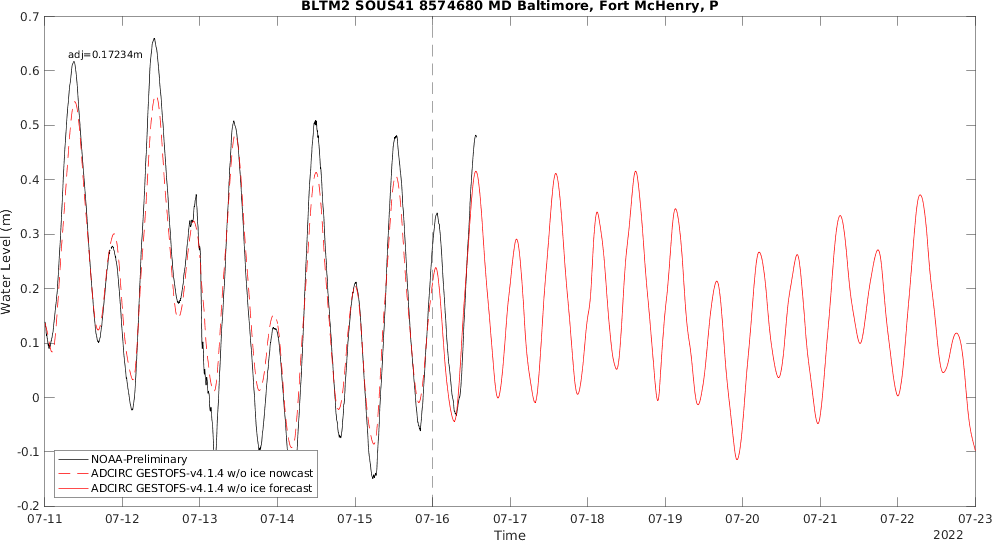 BLTM2 SOUS41 8574680 MD Baltimore, Fort McHenry, P
adj=0.17234m
0.7
0.6
0.5
0.4
0.3
0.2
0.1
0
-0.1
-0.2
Water Level (m)
NOAA-Preliminary
ADCIRC GESTOFS-v4.1.4 w/o ice nowcast
ADCIRC GESTOFS-v4.1.4 w/o ice forecast
07-11 07-12 07-13 07-14 07-15 07-16 07-17 07-18 07-19 07-20 07-21 07-22 07-23
Time
2022